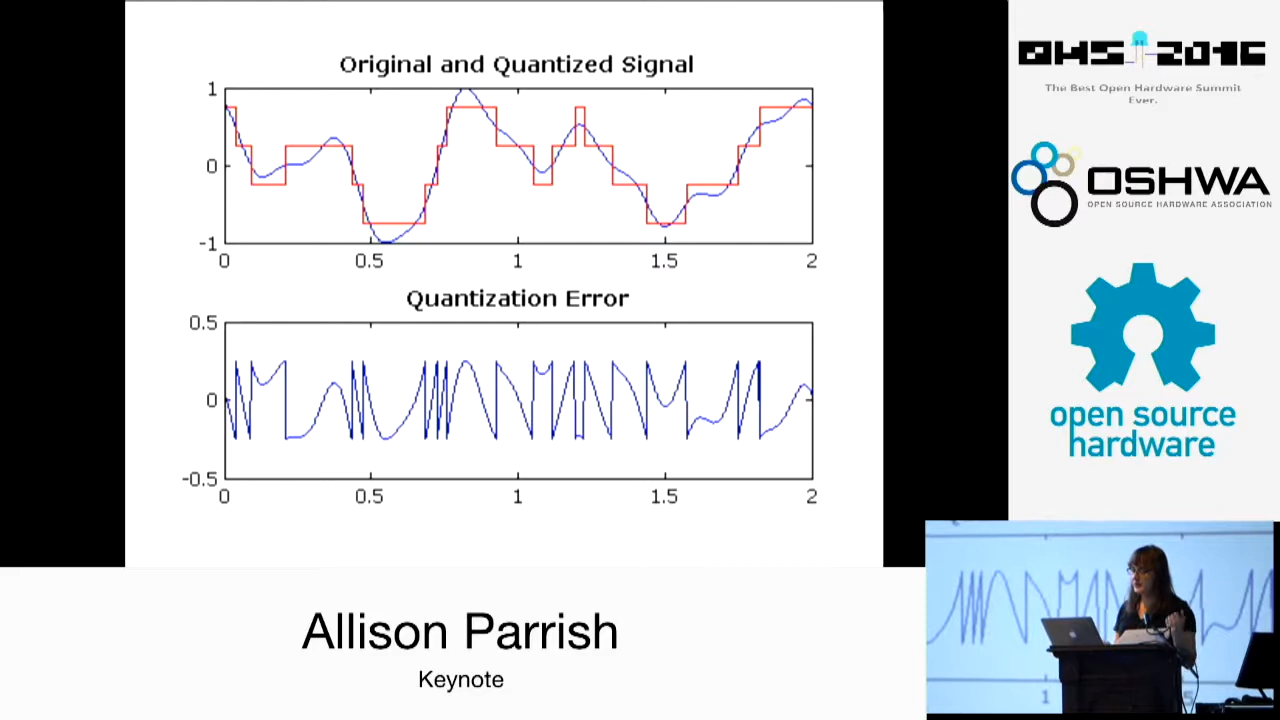 Original and Quantized Signal
1
0
-1
0 0.5 1 1.5 2
Quantization Error
0.5
0
-0.5
0 0.5 1 1.5 2
Allison Parrish
Keynote
OHS 2016
The Best Open Hardware Summit
Ever.
OSHWA
OPEN SOURCE HARDWARE ASSOCIATION
open source
hardware
1